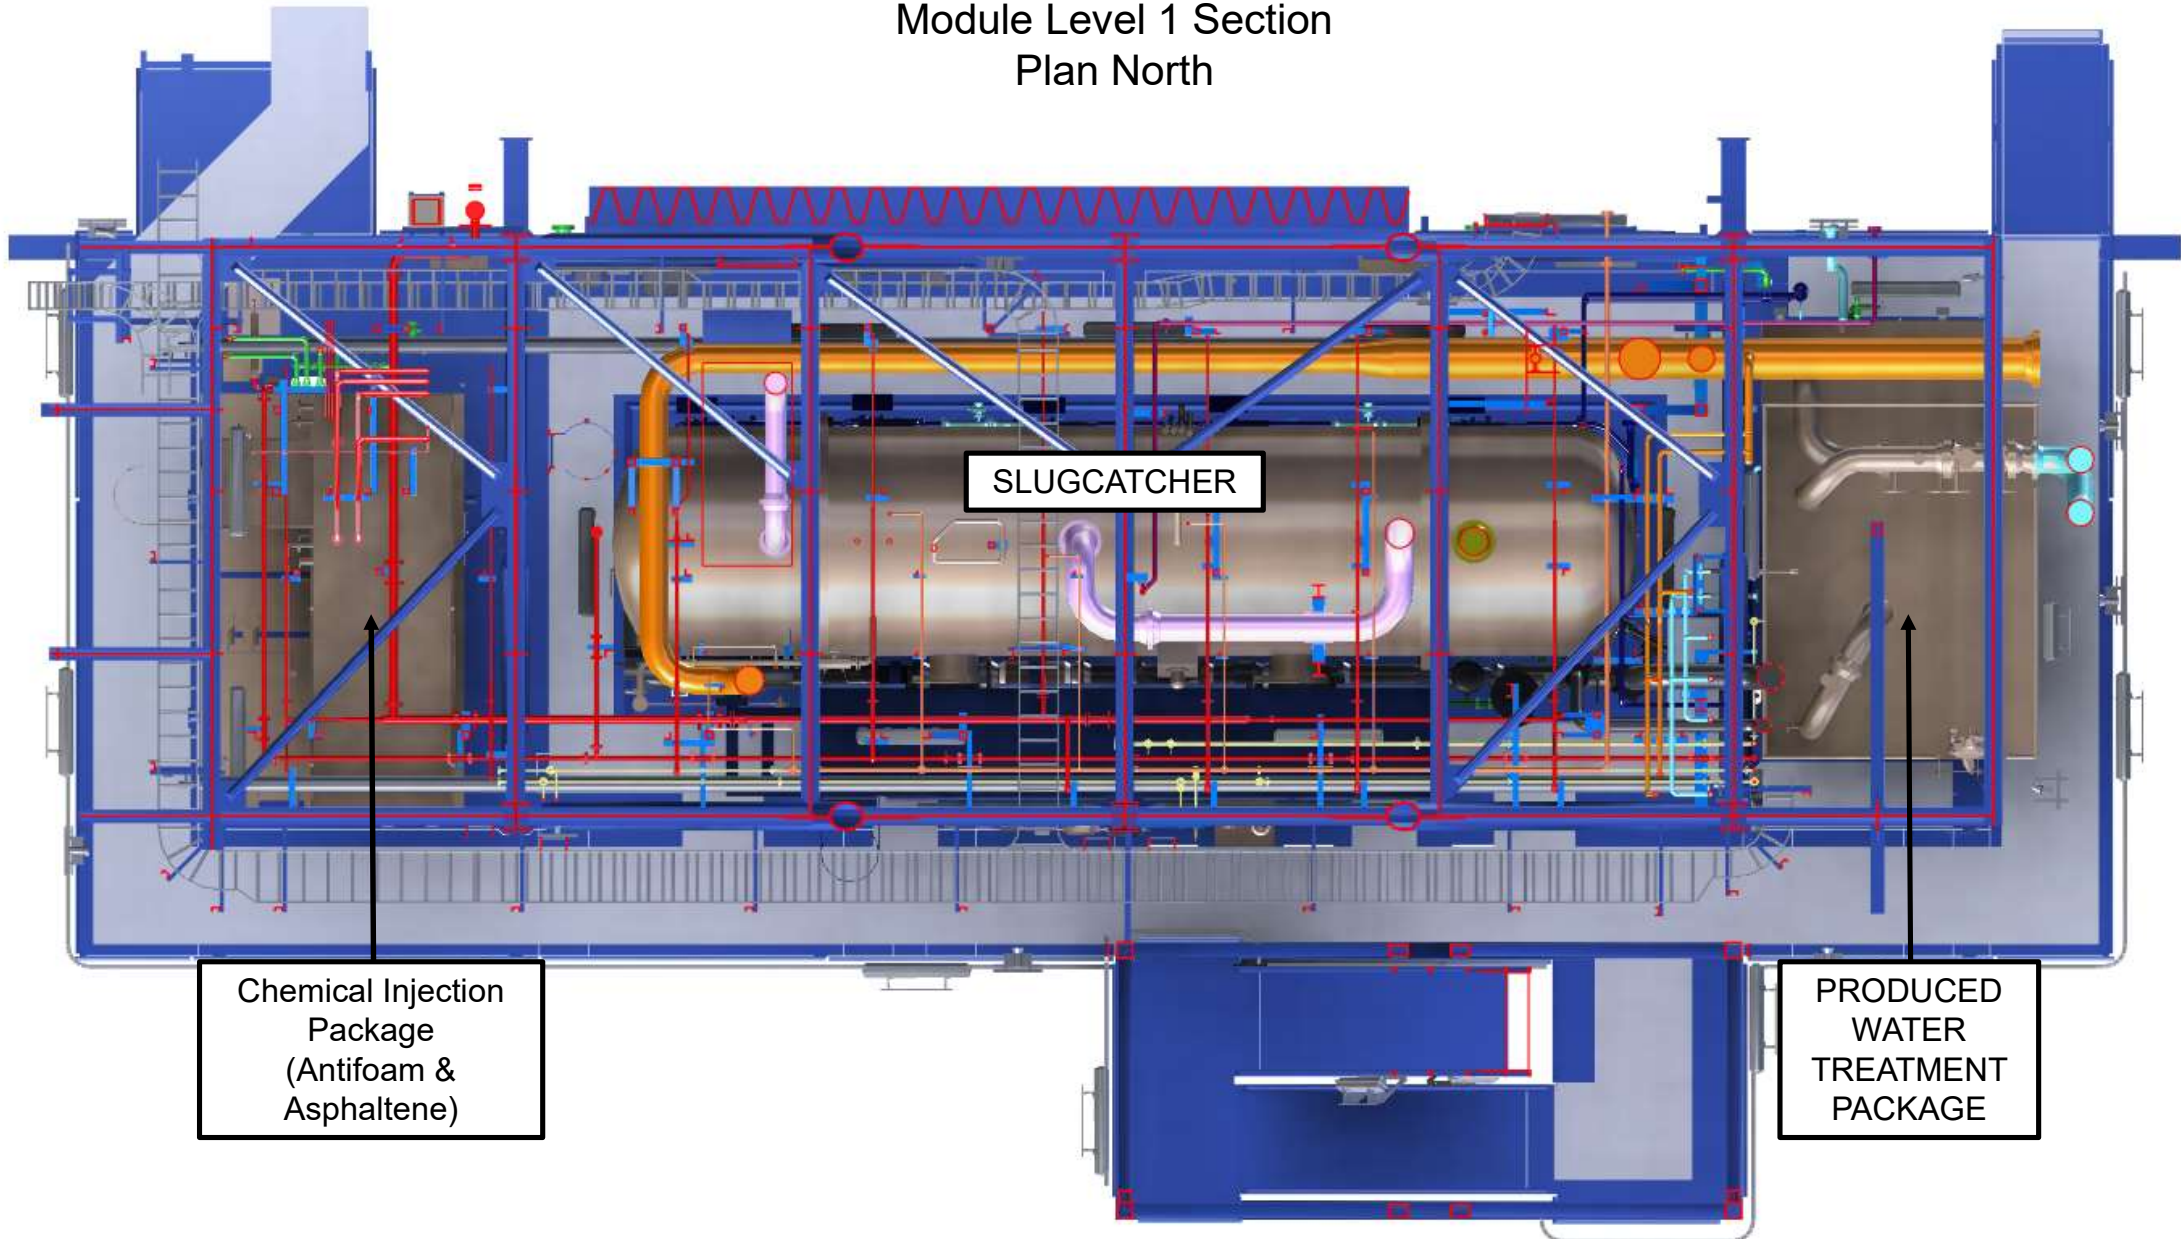 Module Level 1 Section
Plan North
SLUGCATCHER
Chemical Injection
Package
(Antifoam &
Asphaltene)
PRODUCED
WATER
TREATMENT
PACKAGE